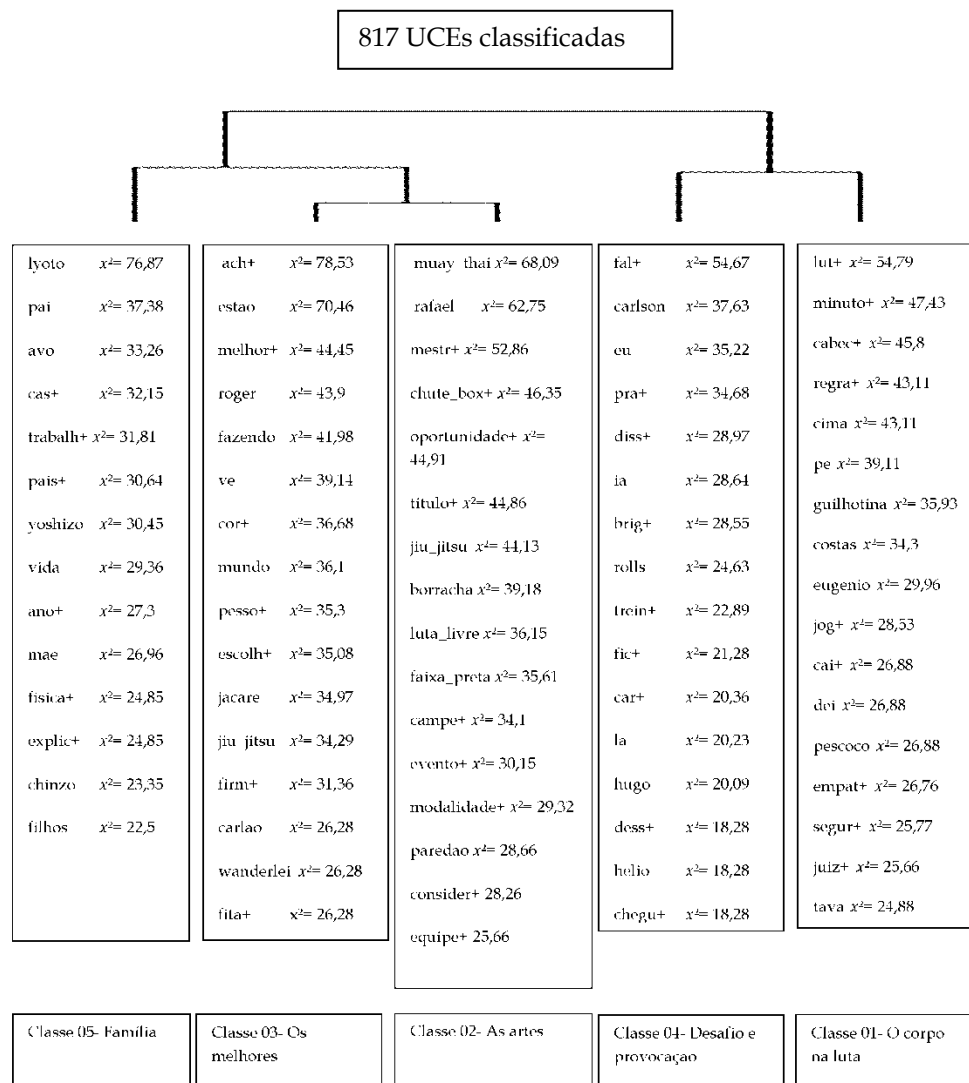 817 UCEs classificadas
lyoto x²= 76,87
pai x²= 37,38
avo x²= 33,26
cas+ x²= 32,15
trabalh+ x²= 31,81
pais+ x²= 30,64
yoshizo x²= 30,45
vida x²= 29,36
ano+ x²= 27,3
mae x²= 26,96
fisica+ x²= 24,85
explic+ x²= 24,85
chinzo x²= 23,35
filhos x²= 22,5
ach+ x²= 78,53
estao x²= 70,46
melhor+ x²= 44,45
roger x²= 43,9
fazendo x²= 41,98
ve x²= 39,14
cor+ x²= 36,68
mundo x²= 36,1
pesso+ x²= 35,3
escolh+ x²= 35,08
jacare x²= 34,97
jiu jitsu x²= 34,29
firm+ x²= 31,36
carlao x²= 26,28
wanderlei x²= 26,28
fita+ x²= 26,28
muay thai x²= 68,09
rafael x²= 62,75
mestr+ x²= 52,86
chute_box+ x²= 46,35
oportunidade+ x²=
44,91
titulo+ x²= 44,86
jiu_jitsu x²= 44,13
borracha x²= 39,18
luta_livre x²= 36,15
faixa_preta x²= 35,61
campe+ x²= 34,1
evento+ x²= 30,15
modalidade+ x²= 29,32
paredao x²= 28,66
consider+ 28,26
equipe+ 25,66
fal+ x²= 54,67
carlson x²= 37,63
eu x²= 35,22
pra+ x²= 34,68
diss+ x²= 28,97
ia x²= 28,64
brig+ x²= 28,55
rolls x²= 24,63
trein+ x²= 22,89
fic+ x²= 21,28
car+ x²= 20,36
la x²= 20,23
hugo x²= 20,09
dess+ x²= 18,28
helio x²= 18,28
chegu+ x²= 18,28
lut+ x²= 54,79
minuto+ x²= 47,43
cabec+ x²= 45,8
regra+ x²= 43,11
cima x²= 43,11
pe x²= 39,11
guilhotina x²= 35,93
costas x²= 34,3
eugenio x²= 29,96
jog+ x²= 28,53
cai+ x²= 26,88
dei x²= 26,88
pescoco x²= 26,88
empat+ x²= 26,76
segur+ x²= 25,77
juiz+ x²= 25,66
tava x²= 24,88
Classe 05- Família
Classe 03- Os
melhores
Classe 02- As artes
Classe 04- Desafio e
provocaçao
Classe 01- O corpo
na luta